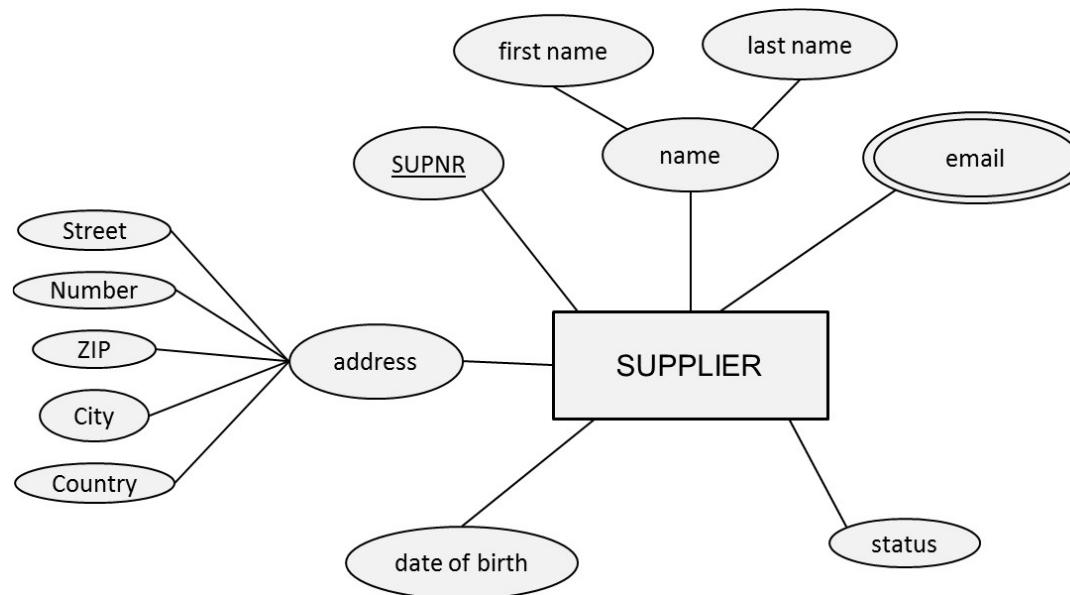 first name
last name
SUPNR
name
email
Street
Number
ZIP
City
Country
address
SUPPLIER
date of birth
status